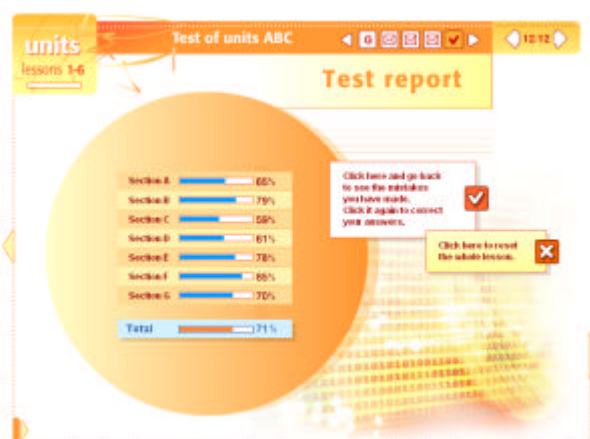 units
lessons 1-6
Test of units ABC
G
12/12
Test report
Section A 65%
Section B 79%
Section C 59%
Section D 61%
Section E 78%
Section F 85%
Section G 70%
Total 71%
Click here and go back
to see the mistakes
you have made.
Click it again to correct
your answers.
Click here to reset
the whole lesson.